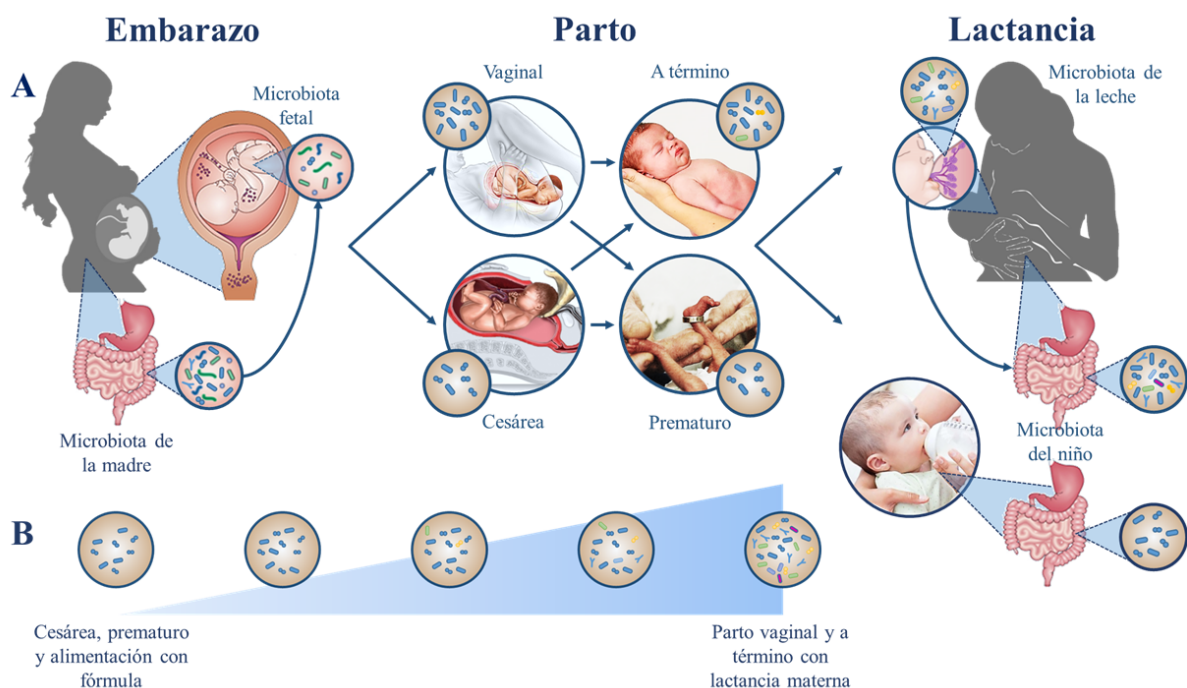 Embarazo
Parto
Lactancia
A
Microbiota
fetal
Microbiota de
la madre
Vaginal
A término
Cesárea
Prematuro
Microbiota de
la leche
Microbiota
del niño
B
Cesárea, prematuro
y alimentación con
fórmula
Parto vaginal y a
término con
lactancia materna